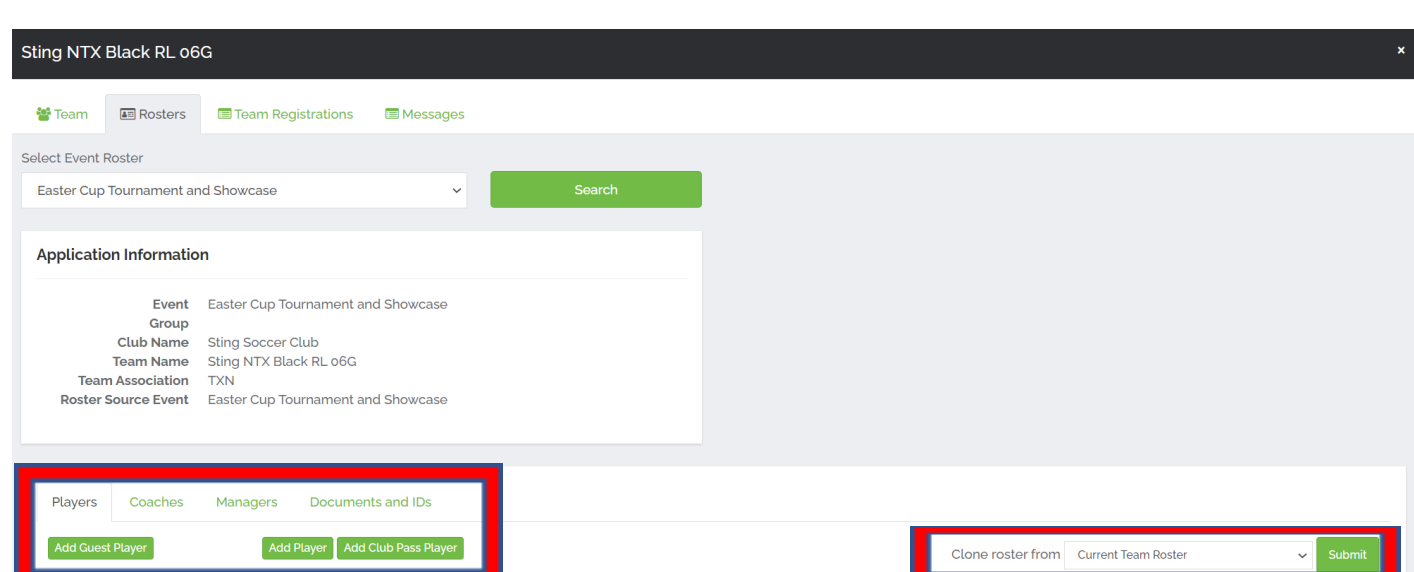 Sting NTX Black RL 06G ×
Team Rosters Team Registrations Messages
Select Event Roster
Easter Cup Tournament and Showcase Search
Application Information
Event Easter Cup Tournament and Showcase
Group
Club Name Sting Soccer Club
Team Name Sting NTX Black RL 06G
Team Association TXN
Roster Source Event Easter Cup Tournament and Showcase
Players Coaches Managers Documents and IDs
Add Guest Player Add Player Add Club Pass Player
Clone roster from Current Team Roster Submit